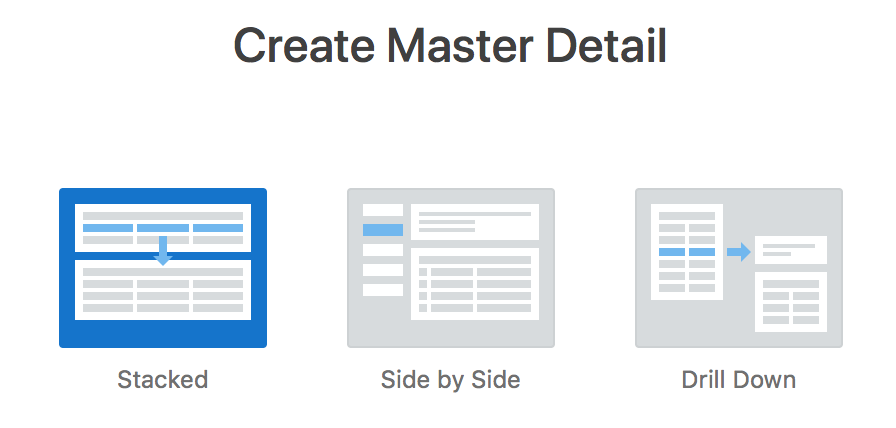 Create Master Detail
Stacked
Side by Side
Drill Down